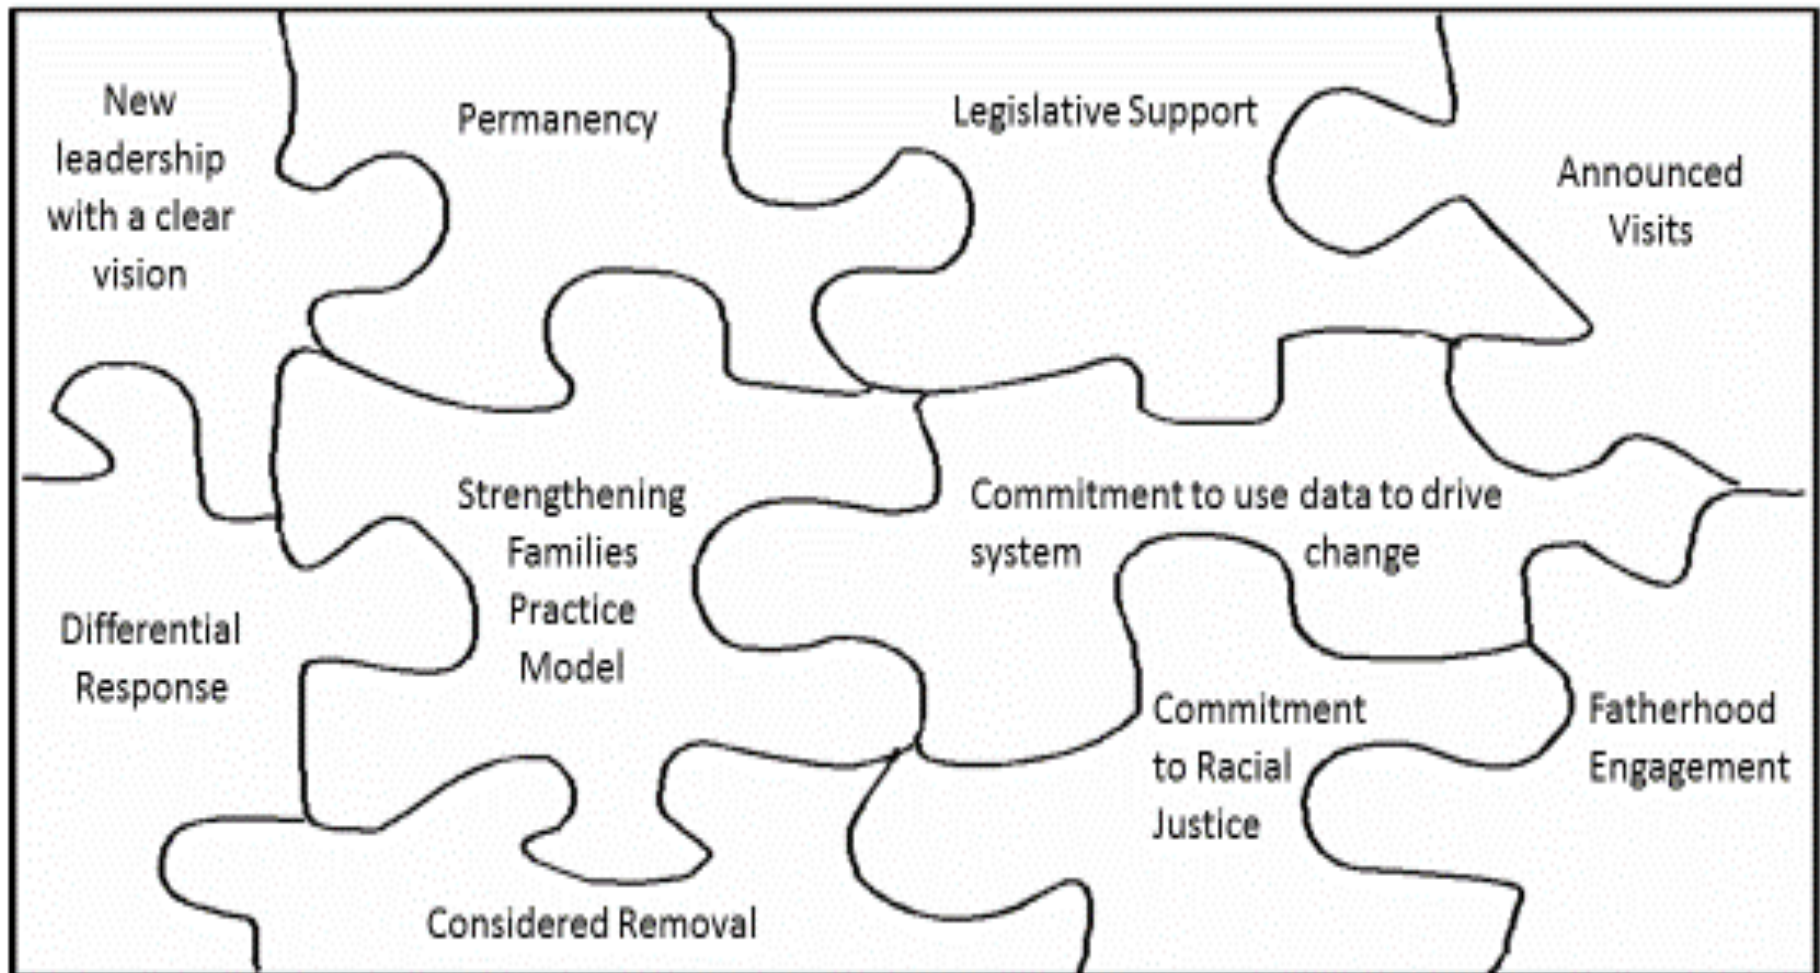 New
leadership
with a clear
vision
Permanency
Legislative Support
Announced
Visits
Strengthening
Families
Practice
Model
Commitment to use data to drive
system change
Differential
Response
Commitment
to Racial
Justice
Fatherhood
Engagement
Considered Removal